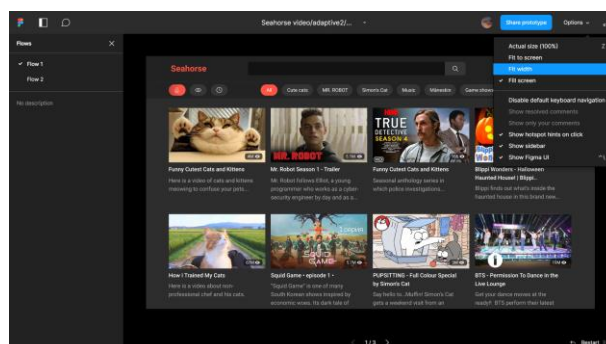 Seahorse video/adaptive2/...
Share prototype
Options
Flows
Flow 1
Flow 2
No description
Actual size (100%)
Fit to screen
Fit width
Fill screen
Disable default keyboard navigation
Show resolved comments
Show only your comments
Show hotspot hints on click
Show sidebar
Show Figma UI
Seahorse
All
Cute cats
MR. ROBOT
Simon's Cat
Music
Måneskin
Game shows
MR. ROBOT
TRUE
DETECTIVE
SEASON 4
Funny Cutest Cats and Kittens
Here is a video of cats and kittens
meowing to confuse your pets...
Mr. Robot Season 1 - Trailer
Mr. Robot follows Elliot, a young
programmer who works as a cyber-
security engineer by day and as a...
Funny Cutest Cats and Kittens
Seasonal anthology series in
which police investigations...
Blippi Wonders - Halloween
Haunted House! | Blippi...
Blippi finds out what's inside the
haunted house in this brand new...
SQUID
GAME
How I Trained My Cats
Here is a video about non-
professional chef and his cats.
Squid Game - episode 1 -
"Squid Game" is one of many
South Korean shows inspired by
economic woes. Its dark tale of
PUPSITTING - Full Colour Special
by Simon's Cat
Say hello to...Muffin! Simon's Cat
gets a weekend visit from an
BTS - Permission To Dance in the
Live Lounge
Get your dance moves at the
ready! BTS perform their latest
1/3
Restart